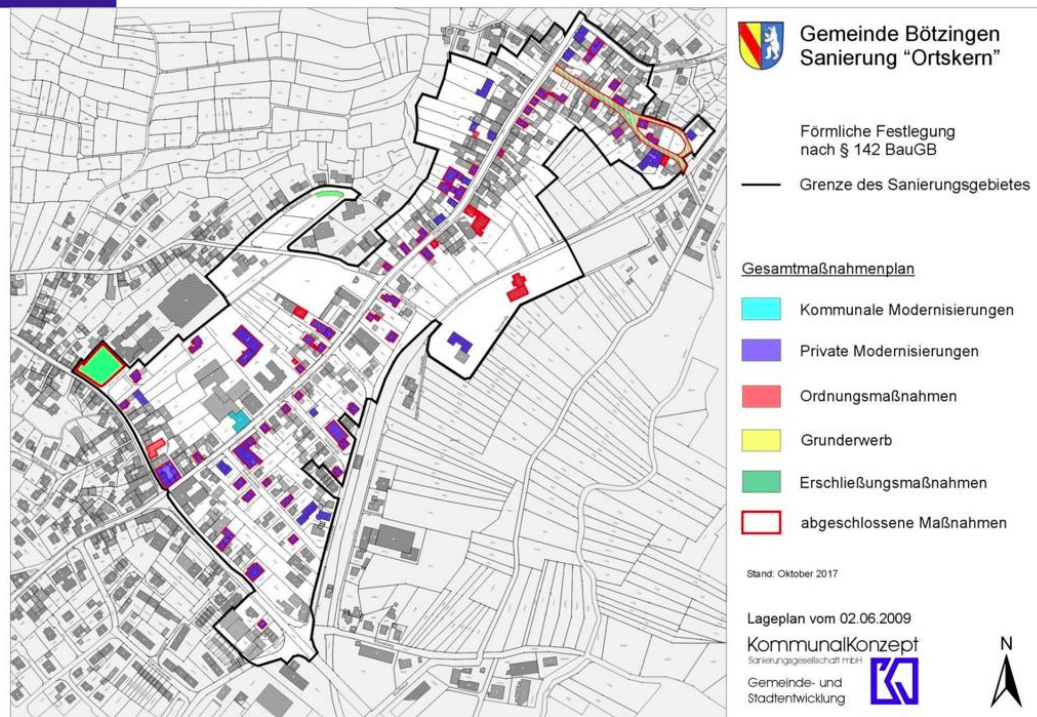 Gemeinde Bötzingen
Sanierung "Ortskern"
Förmliche Festlegung
nach § 142 BauGB
Grenze des Sanierungsgebietes
Gesamtmaßnahmenplan
Kommunale Modernisierungen
Private Modernisierungen
Ordnungsmaßnahmen
Grunderwerb
Erschließungsmaßnahmen
abgeschlossene Maßnahmen
Stand: Oktober 2017
Lageplan vom 02.06.2009
KommunalKonzept
Sanierungsgesellschaft mbH
Gemeinde- und
Stadtentwicklung
N